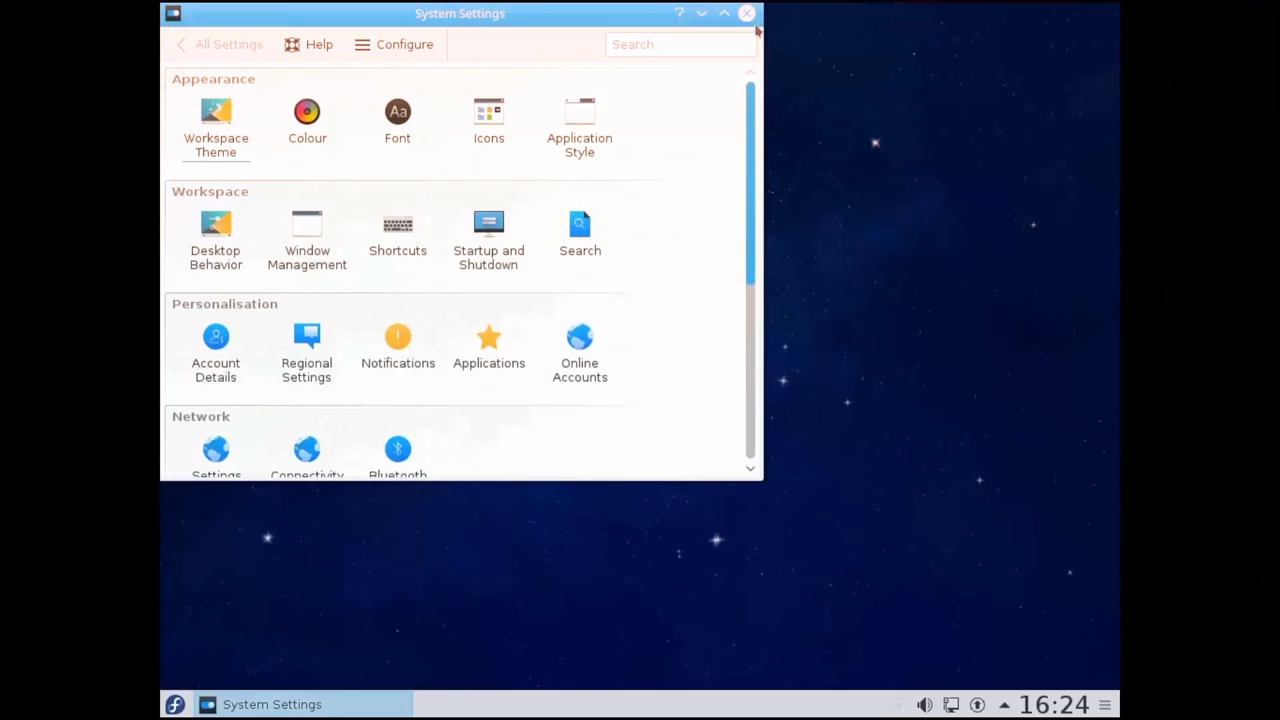 System Settings
All Settings Help Configure Search
Appearance
Workspace
Theme
Colour
Font
Icons
Application
Style
Workspace
Desktop
Behavior
Window
Management
Shortcuts
Startup and
Shutdown
Search
Personalisation
Account
Details
Regional
Settings
Notifications
Applications
Online
Accounts
Network
Settings
Connectivity
Bluetooth
System Settings
16:24